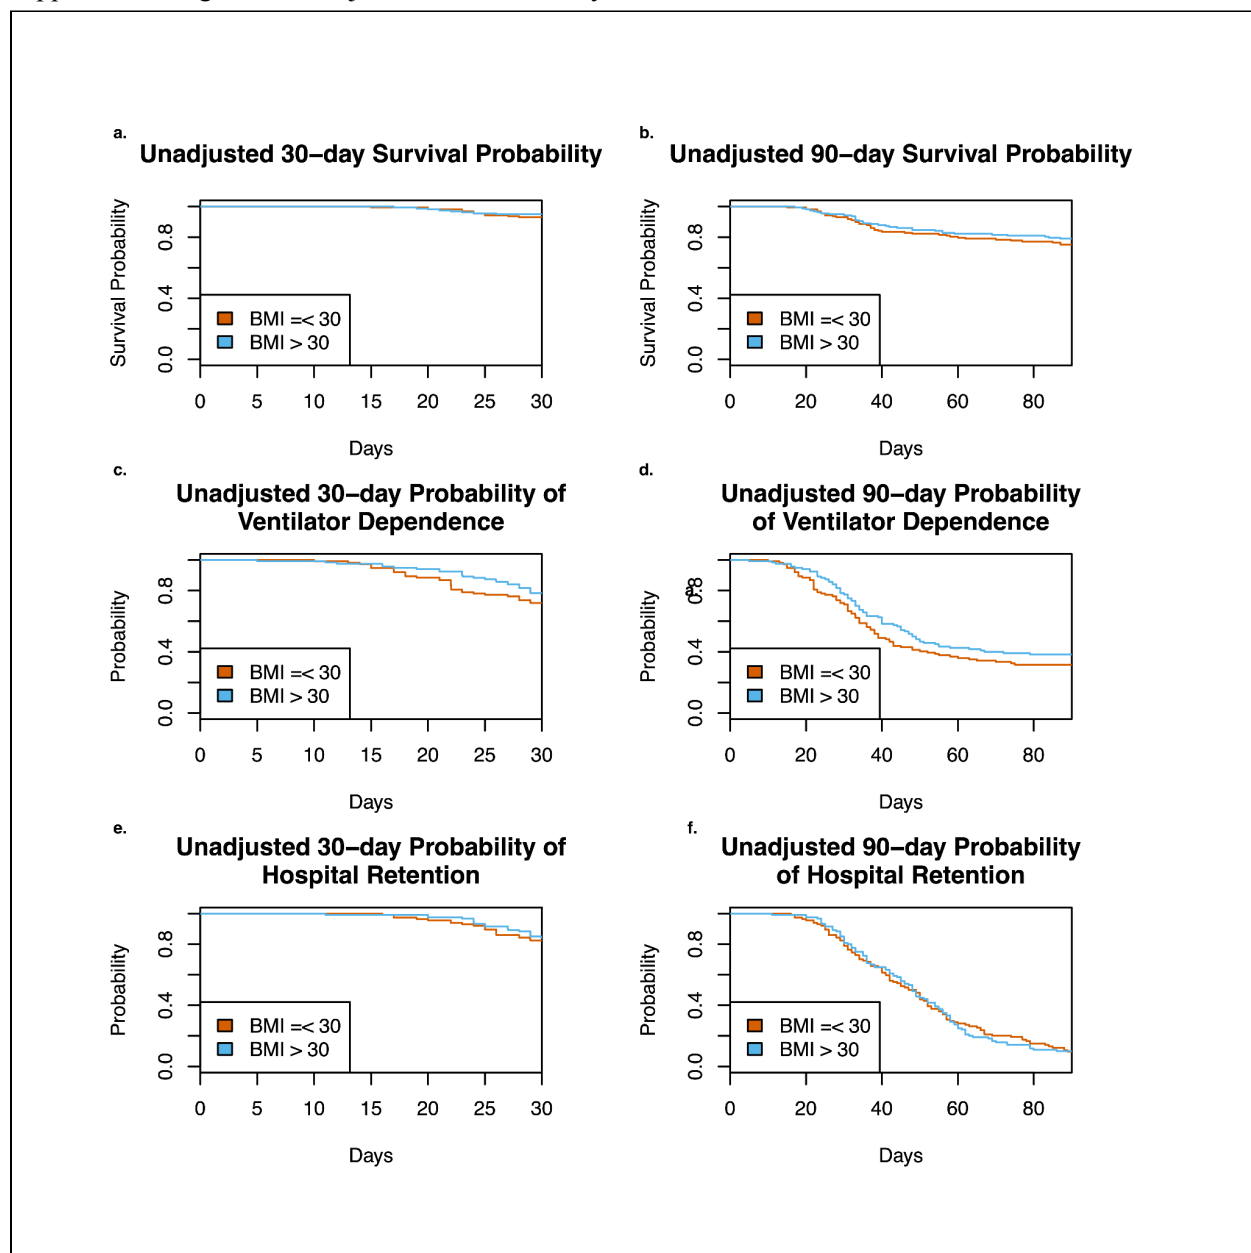 a.
Unadjusted 30−day Survival Probability
Survival Probability
0.0 0.4 0.8
BMI =< 30
BMI > 30
0 5 10 15 20 25 30
Days
b.
Unadjusted 90−day Survival Probability
Survival Probability
0.0 0.4 0.8
BMI =< 30
BMI > 30
0 20 40 60 80
Days
c.
Unadjusted 30−day Probability of
Ventilator Dependence
Probability
0.0 0.4 0.8
BMI =< 30
BMI > 30
0 5 10 15 20 25 30
Days
d.
Unadjusted 90−day Probability
of Ventilator Dependence
Probability
0.0 0.4 0.8
a.
BMI =< 30
BMI > 30
0 20 40 60 80
Days
e.
Unadjusted 30−day Probability of
Hospital Retention
Probability
0.0 0.4 0.8
BMI =< 30
BMI > 30
0 5 10 15 20 25 30
Days
f.
Unadjusted 90−day Probability
of Hospital Retention
Probability
0.0 0.4 0.8
BMI =< 30
BMI > 30
0 20 40 60 80
Days